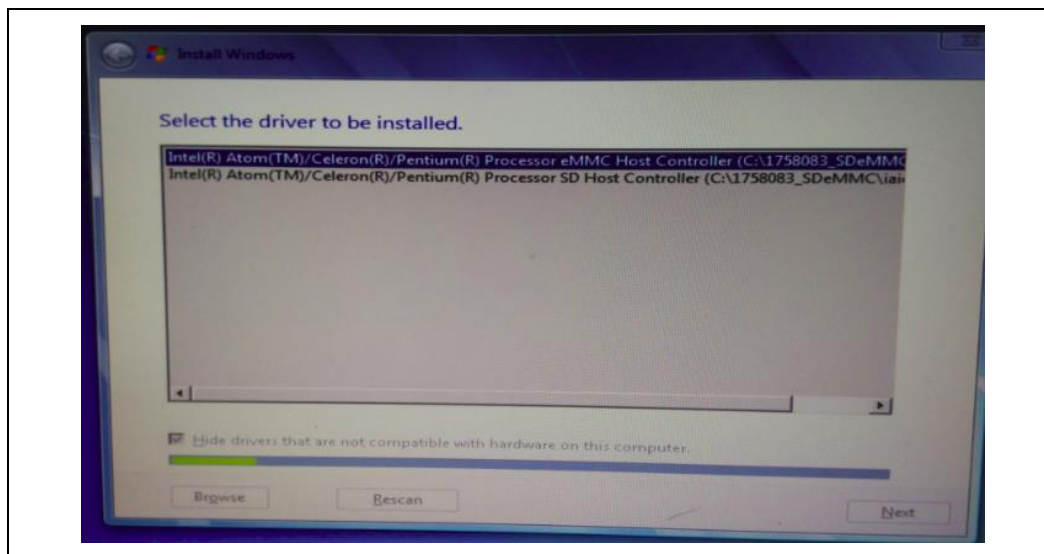 Install Windows
Select the driver to be installed.
Intel(R) Atom(TM)/Celeron(R)/Pentium(R) Processor eMMC Host Controller (C:\1758083_SDeMMC
Intel(R) Atom(TM)/Celeron(R)/Pentium(R) Processor SD Host Controller (C:\1758083_SDeMMC\iai
Hide drivers that are not compatible with hardware on this computer.
Browse
Rescan
Next